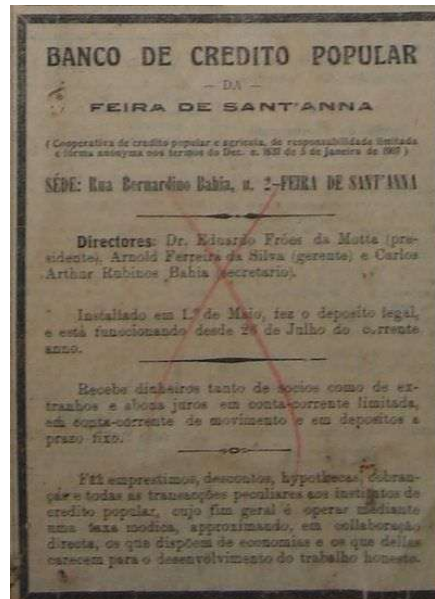 BANCO DE CREDITO POPULAR
— DA —
FEIRA DE SANT'ANNA
(Cooperativa de credito popular e agricola, de responsabilidade limitada
e forma anonyma nos termos do Dec. n. 1637 de 5 de Janeiro de 1907)
SÉDE: Rua Bernardino Bahia, n. 2–FEIRA DE SANT'ANNA
Directores: Dr. Eduardo Fróes da Motta (pre-
sidente), Arnold Ferreira da Silva (gerente) e Carlos
Arthur Rubinos Bahia (secretario).
Installado em 1.º de Maio, fez o deposito legal,
e está funccionando desde 26 de Julho do corrente
anno.
Recebe dinheiros tanto de socios como de ex-
tranhos e abona juros em conta-corrente limitada,
em conta-corrente de movimento e em depositos a
prazo fixo.
Faz emprestimos, descontos, hypothecas, cobran-
ças e todas as transacções peculiares aos institutos de
credito popular, cujo fim geral é operar mediante
uma taxa modica, approximando, em collaboração
directa, os que dispõem de economias e os que dellas
carecem para o desenvolvimento do trabalho honesto.